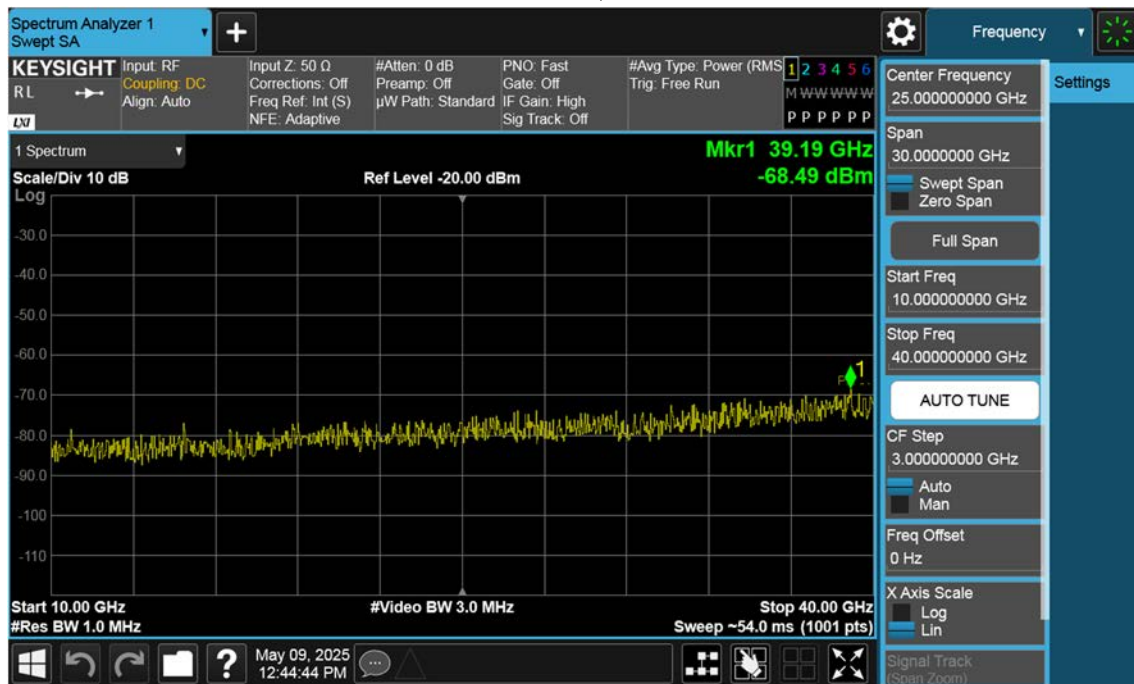 Spectrum Analyzer 1
Swept SA
+
Frequency
KEYSIGHT
RL
LXI
Input: RF
Coupling: DC
Align: Auto
Input Z: 50 Ω
Corrections: Off
Freq Ref: Int (S)
NFE: Adaptive
#Atten: 0 dB
Preamp: Off
µW Path: Standard
PNO: Fast
Gate: Off
IF Gain: High
Sig Track: Off
#Avg Type: Power (RMS
Trig: Free Run
1 2 3 4 5 6
M W W W W W
P P P P P P
1 Spectrum
Scale/Div 10 dB
Ref Level -20.00 dBm
Mkr1 39.19 GHz
-68.49 dBm
Log
-30.0
-40.0
-50.0
-60.0
-70.0
-80.0
-90.0
-100
-110
1
Start 10.00 GHz
#Video BW 3.0 MHz
Stop 40.00 GHz
#Res BW 1.0 MHz
Sweep ~54.0 ms (1001 pts)
?
May 09, 2025
12:44:44 PM
Center Frequency
25.000000000 GHz
Span
30.0000000 GHz
Swept Span
Zero Span
Full Span
Start Freq
10.000000000 GHz
Stop Freq
40.000000000 GHz
AUTO TUNE
CF Step
3.000000000 GHz
Auto
Man
Freq Offset
0 Hz
X Axis Scale
Log
Lin
Signal Track
(Span Zoom)
Settings